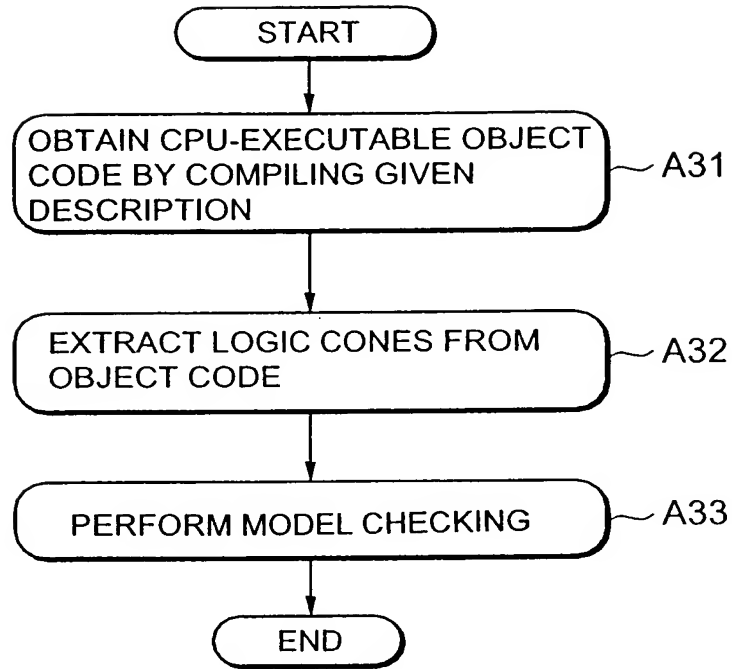 START
OBTAIN CPU-EXECUTABLE OBJECT
CODE BY COMPILING GIVEN
DESCRIPTION
A31
EXTRACT LOGIC CONES FROM
OBJECT CODE
A32
PERFORM MODEL CHECKING
A33
END